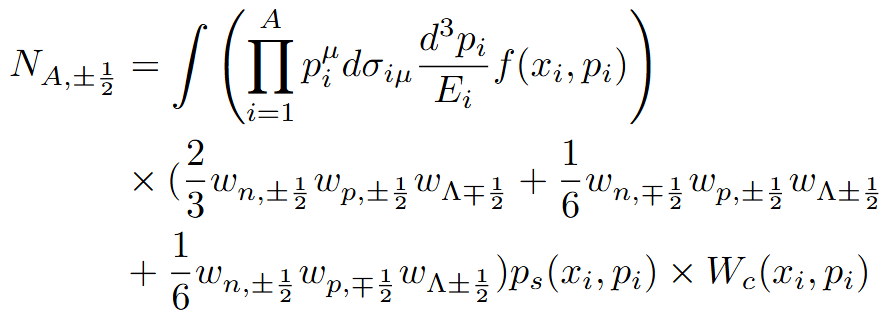 $N_{A,\pm\frac{1}{2}} = \int \left( \prod_{i=1}^{A} p_i^{\mu} d\sigma_{i\mu} \frac{d^3 p_i}{E_i} f(x_i, p_i) \right)$
$\times (\frac{2}{3} w_{n,\pm\frac{1}{2}} w_{p,\pm\frac{1}{2}} w_{\Lambda\mp\frac{1}{2}} + \frac{1}{6} w_{n,\mp\frac{1}{2}} w_{p,\pm\frac{1}{2}} w_{\Lambda\pm\frac{1}{2}}$
$+ \frac{1}{6} w_{n,\pm\frac{1}{2}} w_{p,\mp\frac{1}{2}} w_{\Lambda\pm\frac{1}{2}}) p_s(x_i, p_i) \times W_c(x_i, p_i)$